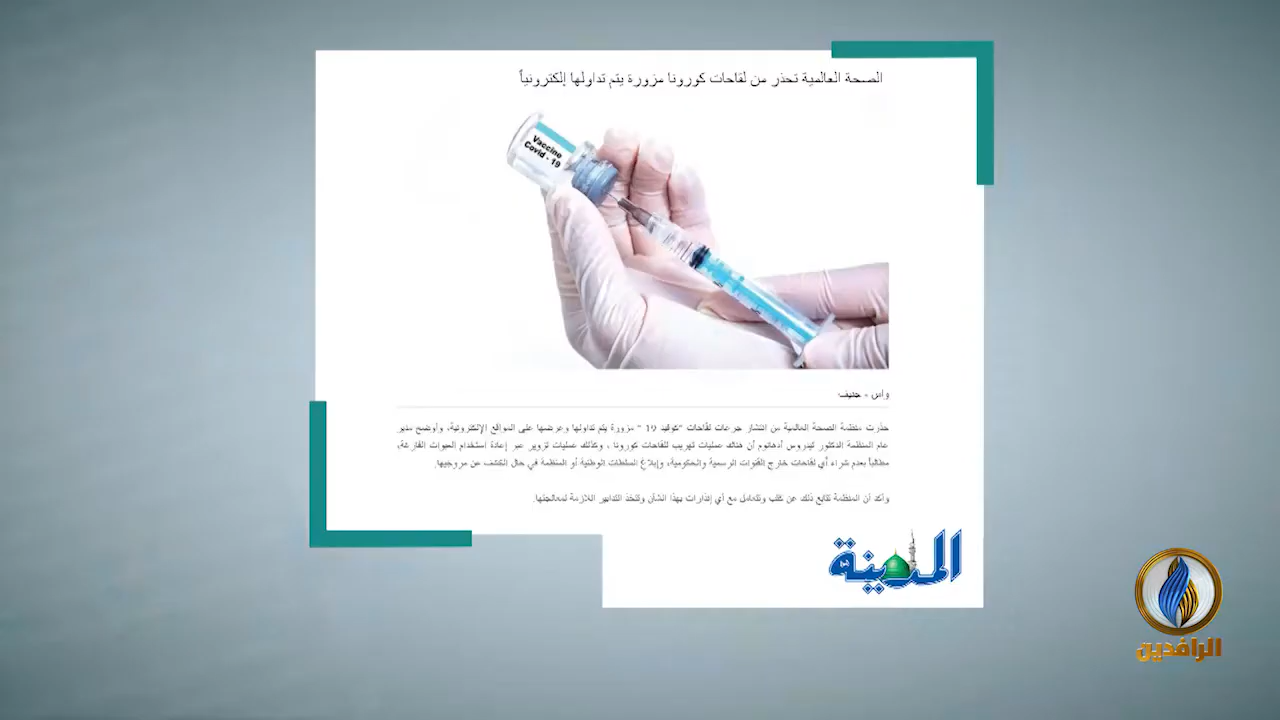 الصحة العالمية تحذر من لقاحات كورونا مزورة يتم تداولها إلكترونياً
Vaccine
Covid - 19
واس - جنيف
حذرت منظمة الصحة العالمية من انتشار جرعات لقاحات "كوفيد 19 " مزورة يتم تداولها وعرضها على المواقع الإلكترونية، وأوضح مدير
عام المنظمة الدكتور تيدروس أدهانوم أن هناك عمليات تهريب للقاحات كورونا ، وكذلك عمليات تزوير عبر إعادة استخدام العبوات الفارغة،
مطالباً بعدم شراء أي لقاحات خارج القنوات الرسمية والحكومية، وإبلاغ السلطات الوطنية أو المنظمة في حال الكشف عن مروجيها.
وأكد أن المنظمة تتابع ذلك عن كثب وتتعامل مع أي إنذارات بهذا الشأن وتتخذ التدابير اللازمة لمعالجتها.
المدينة
الرافدين